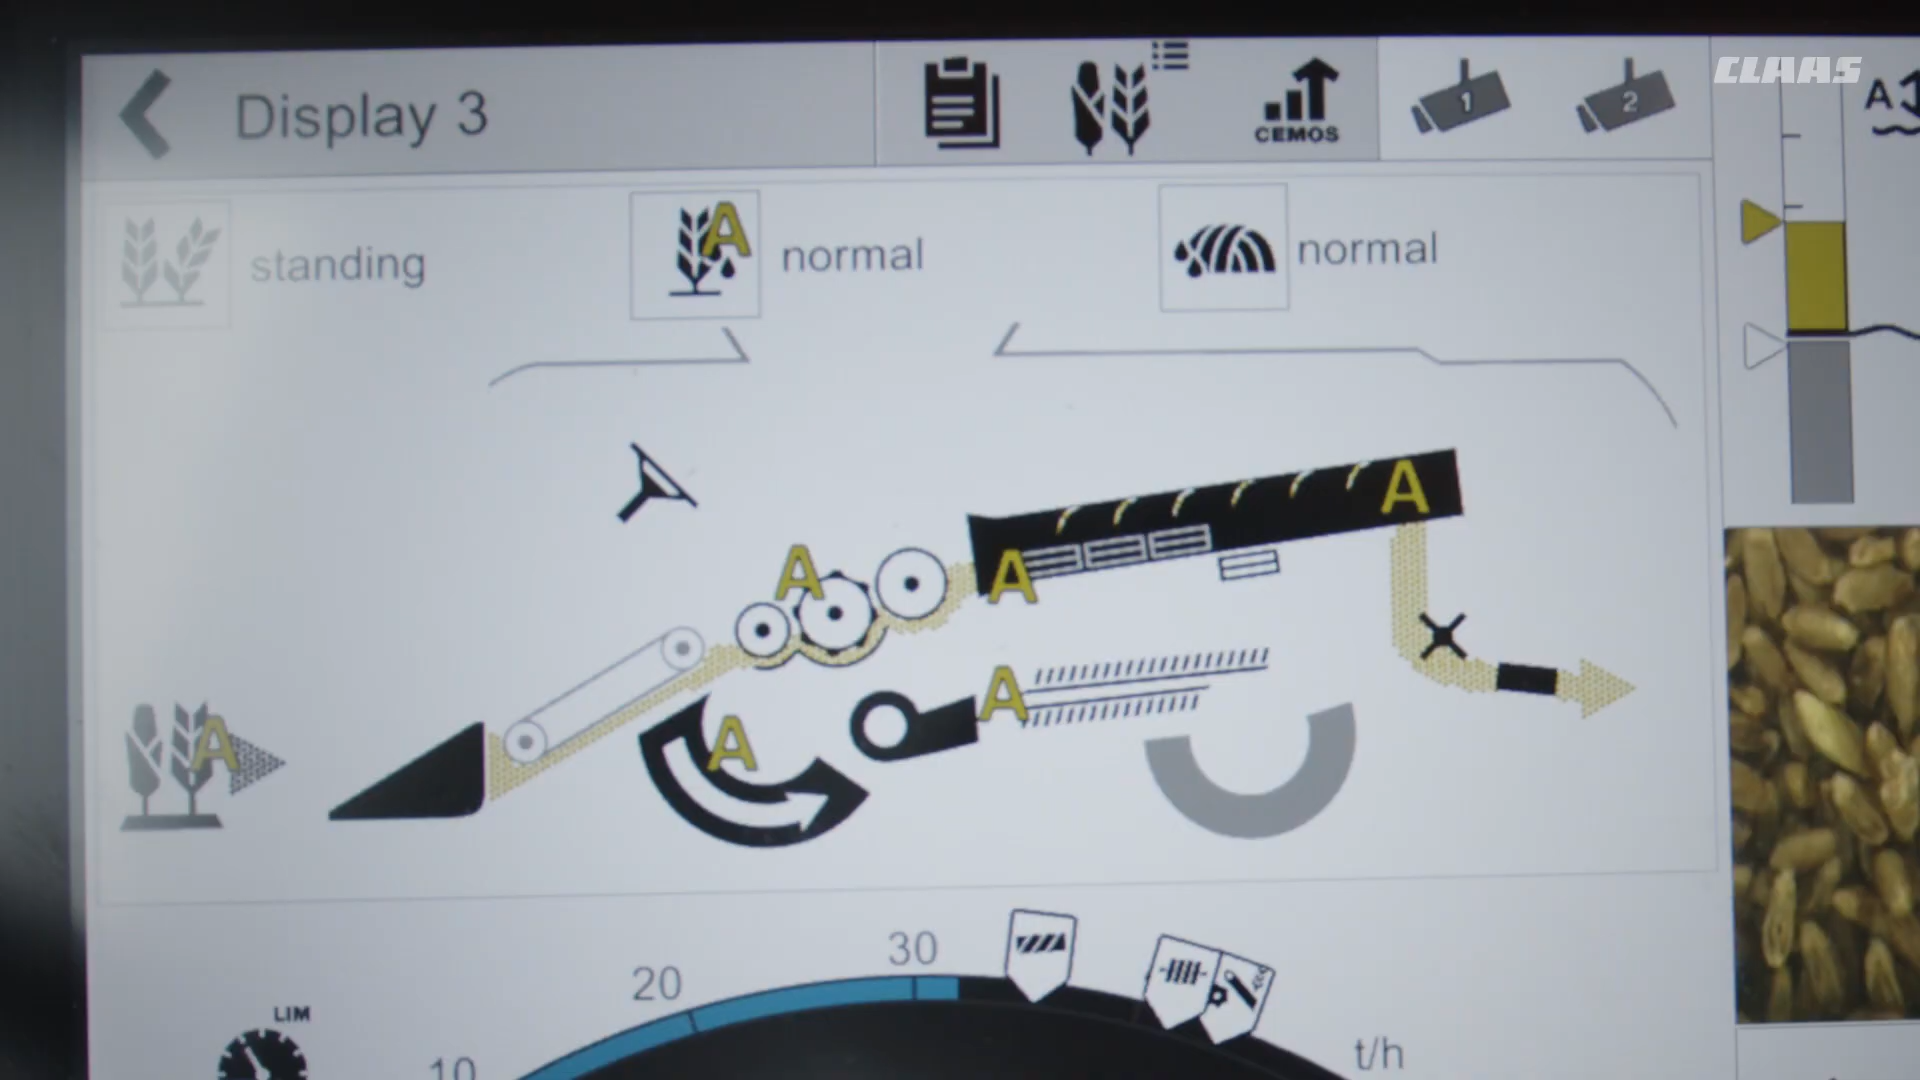 CLAAS
Display 3
CEMOS
1
2
A
standing
A
normal
normal
A
A
A
A
A
A
A
30
20
10
LIM
t/h